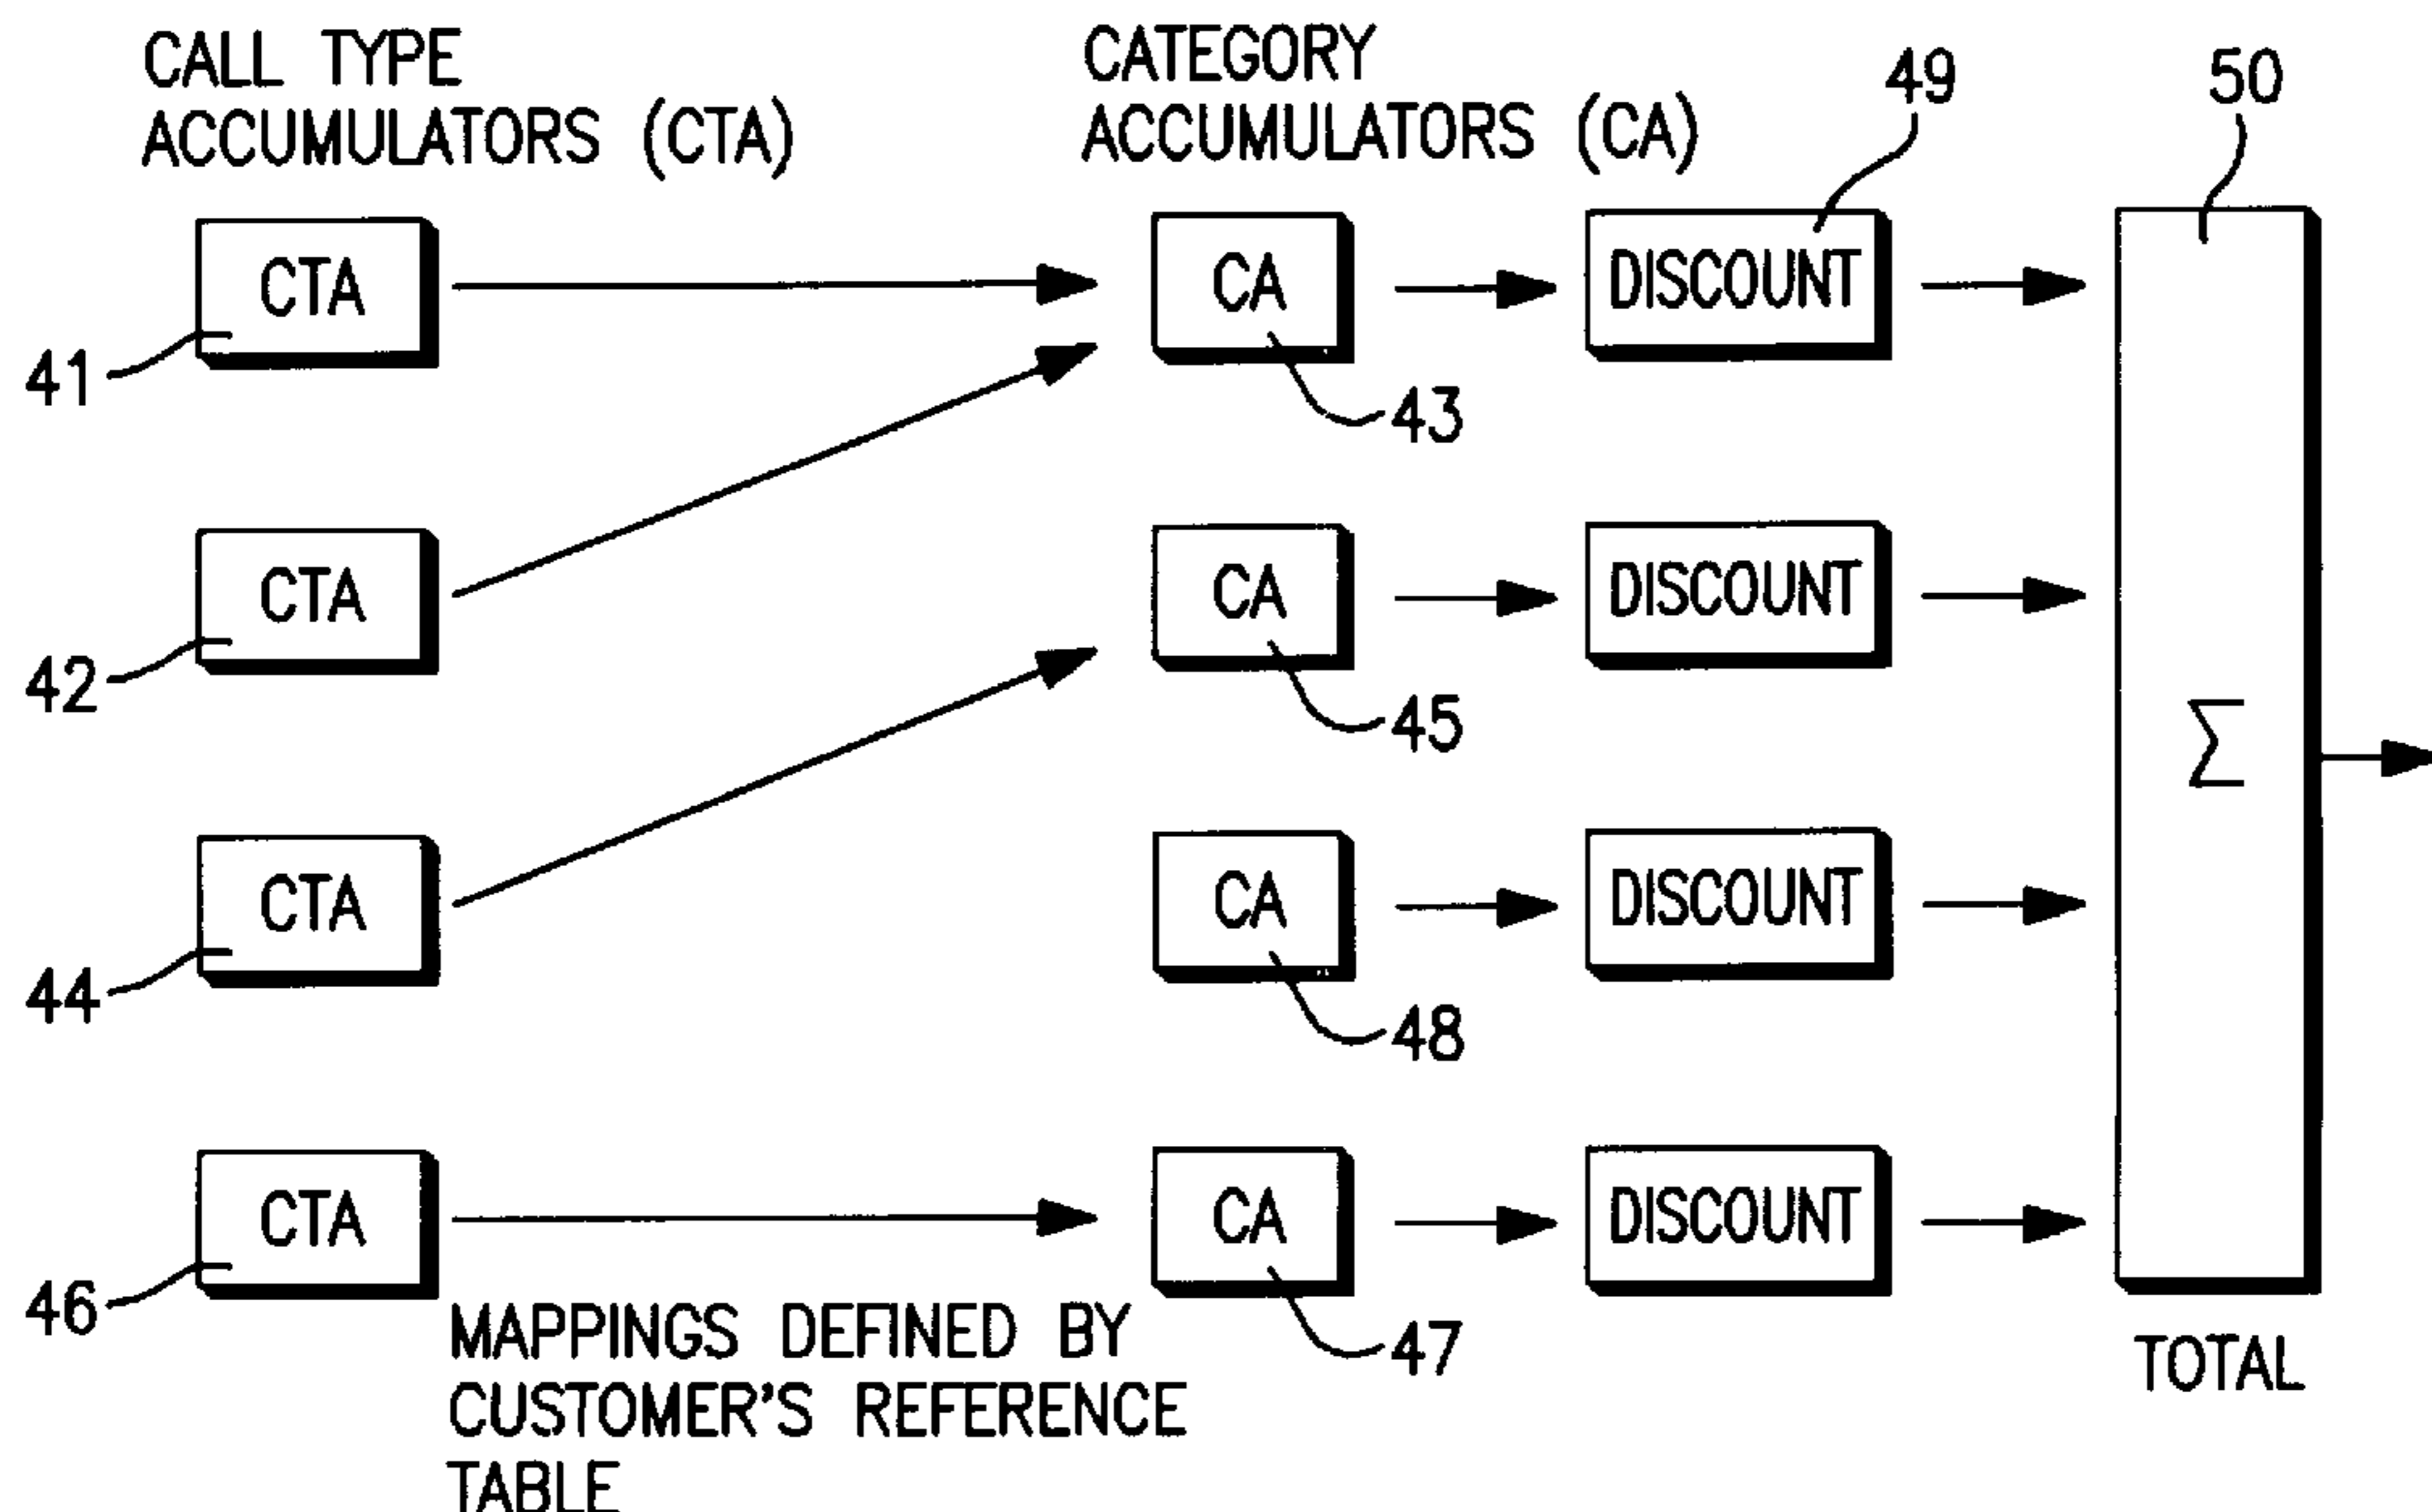 CALL TYPE
ACCUMULATORS (CTA)
CATEGORY
ACCUMULATORS (CA)
49
50
CTA
CA
DISCOUNT
41
43
CTA
CA
DISCOUNT
42
45
Σ
CTA
CA
DISCOUNT
44
48
CTA
CA
DISCOUNT
46
47
MAPPINGS DEFINED BY
CUSTOMER'S REFERENCE
TABLE
TOTAL